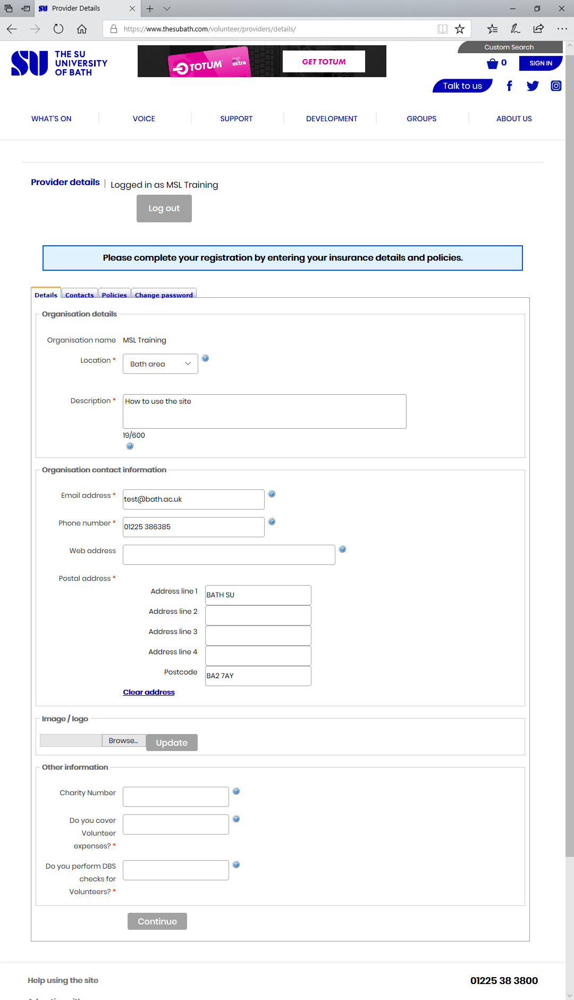 Provider Details
https://www.thesubath.com/volunteer/providers/details/
SU
THE SU
UNIVERSITY
OF BATH
TOTUM
extra
GET TOTUM
Custom Search
0
SIGN IN
Talk to us
WHAT'S ON
VOICE
SUPPORT
DEVELOPMENT
GROUPS
ABOUT US
Provider details
Logged in as MSL Training
Log out
Please complete your registration by entering your insurance details and policies.
Details
Contacts
Policies
Change password
Organisation details
Organisation name MSL Training
Location * Bath area
Description * How to use the site
19/600
Organisation contact information
Email address * test@bath.ac.uk
Phone number * 01225 386385
Web address
Postal address *
Address line 1 BATH SU
Address line 2
Address line 3
Address line 4
Postcode BA2 7AY
Clear address
Image / logo
Browse...
Update
Other information
Charity Number
Do you cover
Volunteer
expenses? *
Do you perform DBS
checks for
Volunteers? *
Continue
Help using the site
01225 38 3800